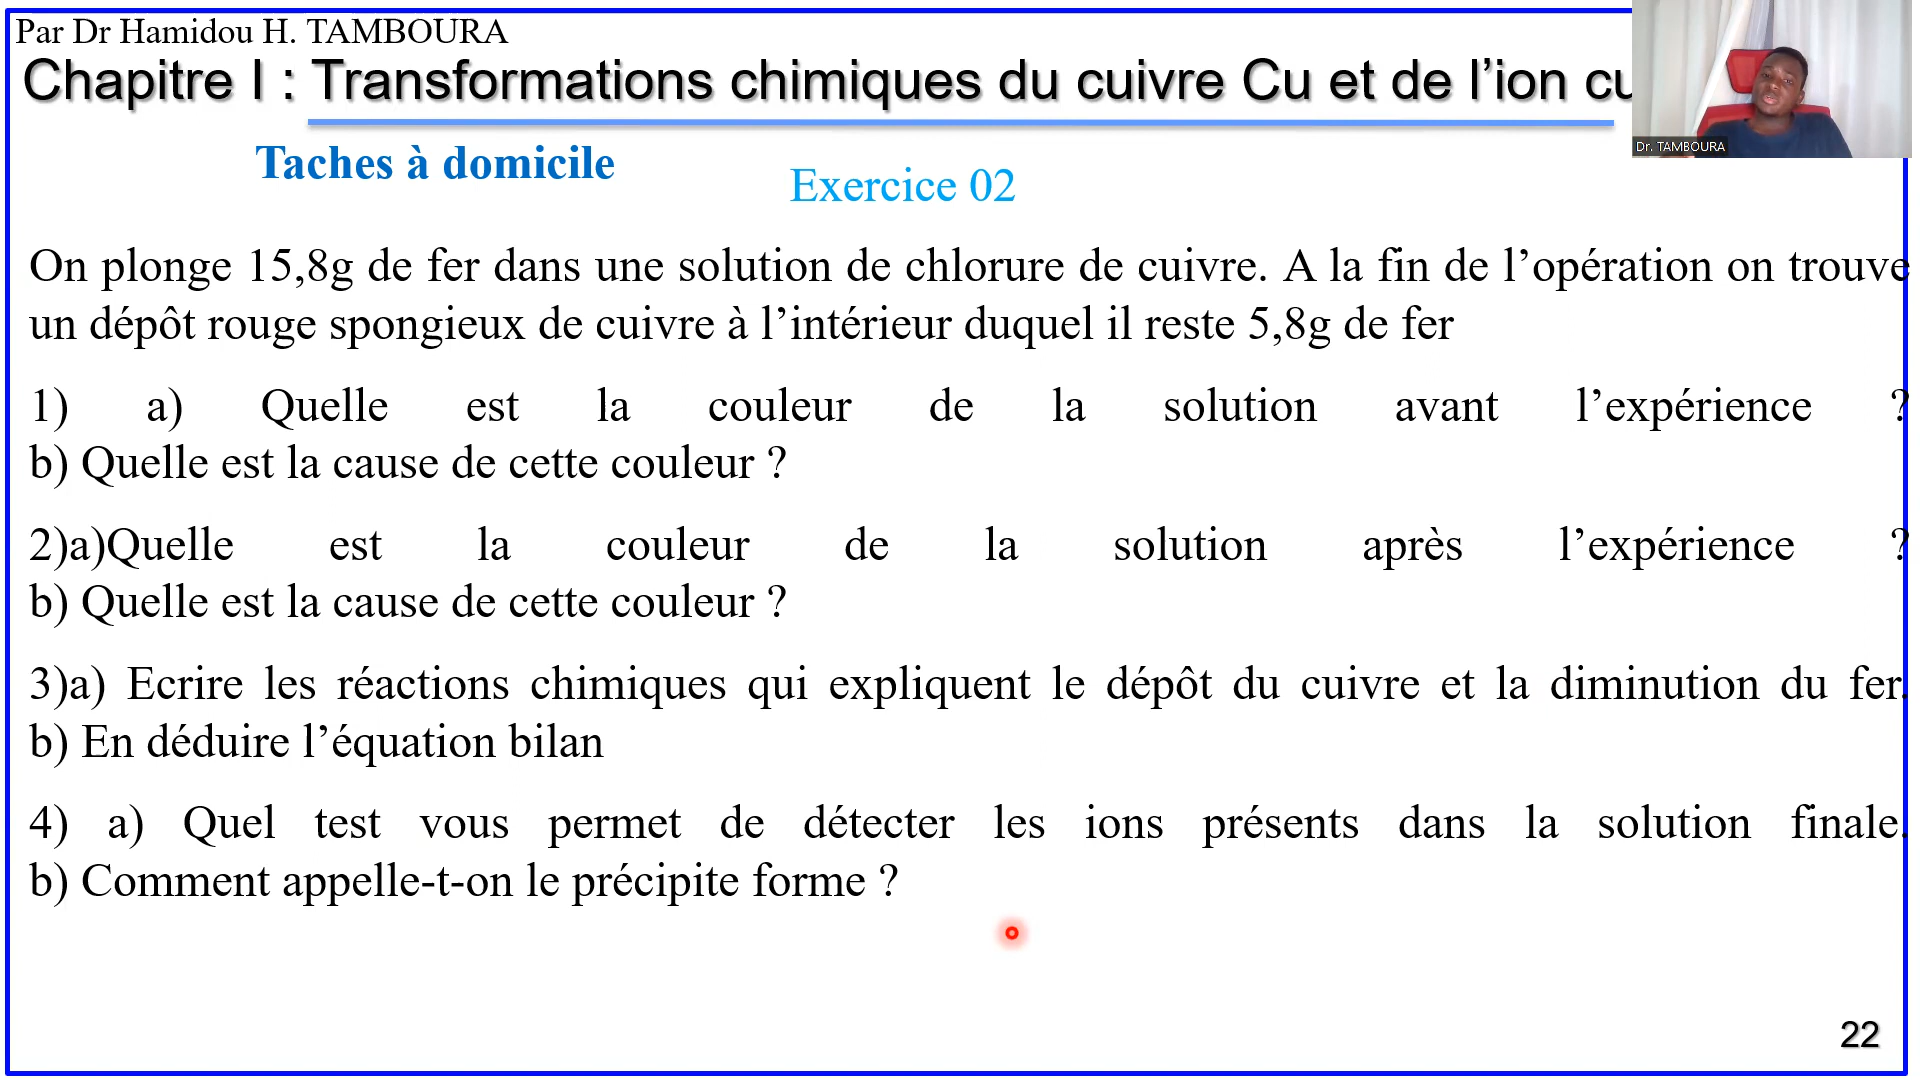 Par Dr Hamidou H. TAMBOURA
Chapitre I : Transformations chimiques du cuivre Cu et de l’ion cu
Dr. TAMBOURA
Taches à domicile
Exercice 02
On plonge 15,8g de fer dans une solution de chlorure de cuivre. A la fin de l’opération on trouve
un dépôt rouge spongieux de cuivre à l’intérieur duquel il reste 5,8g de fer
1) a) Quelle est la couleur de la solution avant l’expérience ?
b) Quelle est la cause de cette couleur ?
2)a)Quelle est la couleur de la solution après l’expérience ?
b) Quelle est la cause de cette couleur ?
3)a) Ecrire les réactions chimiques qui expliquent le dépôt du cuivre et la diminution du fer.
b) En déduire l’équation bilan
4) a) Quel test vous permet de détecter les ions présents dans la solution finale.
b) Comment appelle-t-on le précipite forme ?
22